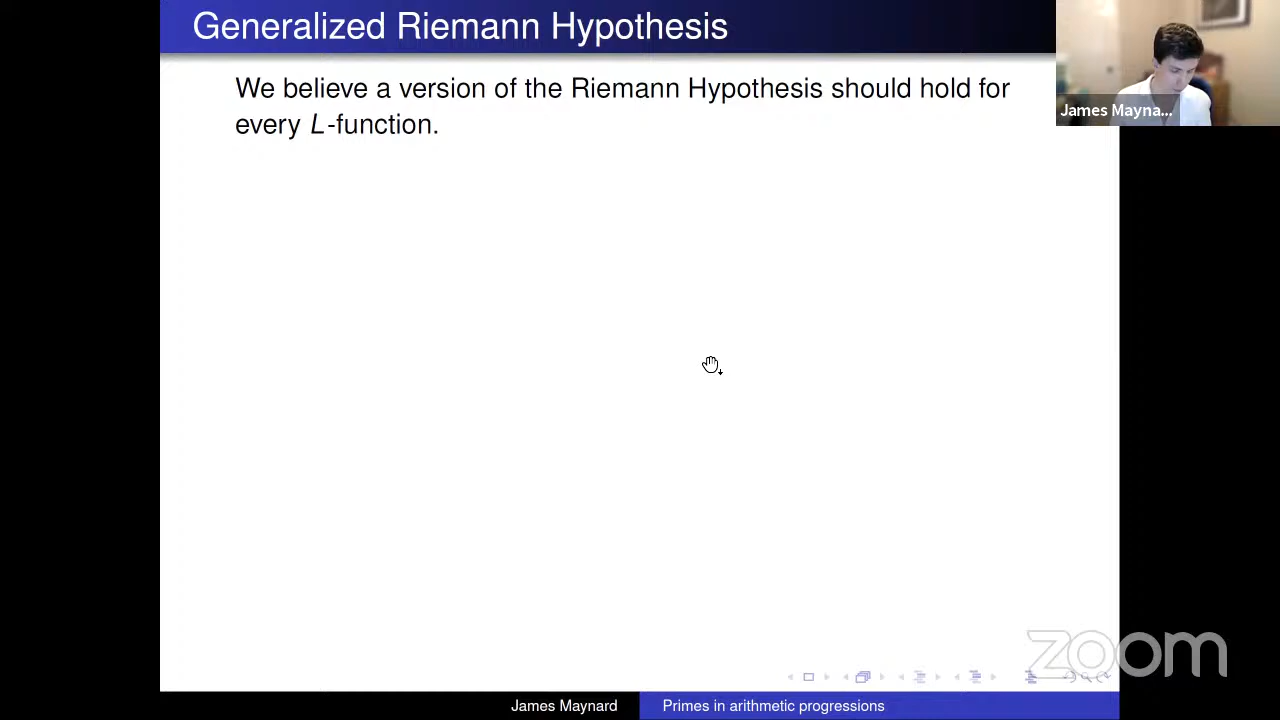 Generalized Riemann Hypothesis
We believe a version of the Riemann Hypothesis should hold for
every L-function.
James Mayna...
zoom
James Maynard
Primes in arithmetic progressions